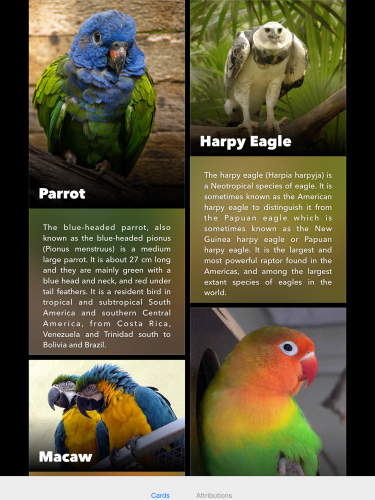 Parrot
The blue-headed parrot, also
known as the blue-headed pionus
(Pionus menstruus) is a medium
large parrot. It is about 27 cm long
and they are mainly green with a
blue head and neck, and red under
tail feathers. It is a resident bird in
tropical and subtropical South
America and southern Central
America, from Costa Rica,
Venezuela and Trinidad south to
Bolivia and Brazil.
Macaw
Harpy Eagle
The harpy eagle (Harpia harpyja) is
a Neotropical species of eagle. It is
sometimes known as the American
harpy eagle to distinguish it from
the Papuan eagle which is
sometimes known as the New
Guinea harpy eagle or Papuan
harpy eagle. It is the largest and
most powerful raptor found in the
Americas, and among the largest
extant species of eagles in the
world.
Cards
Attributions